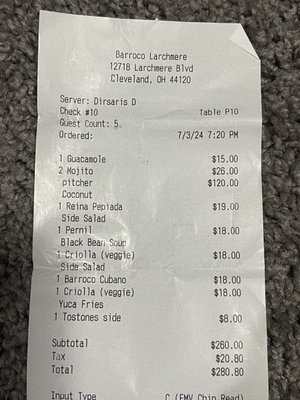 Barroco Larchmere
12718 Larchmere Blvd
Cleveland, OH 44120
Server: Dirsaris D
Check #10 Table P10
Guest Count: 5
Ordered: 7/3/24 7:20 PM
1 Guacamole $15.00
2 Mojito $26.00
pitcher $120.00
Coconut
1 Reina Pepiada $19.00
Side Salad
1 Pernil $18.00
Black Bean Soup
1 Criolla (veggie) $18.00
Side Salad
1 Barroco Cubano $18.00
1 Criolla (veggie) $18.00
Yuca Fries
1 Tostones side $8.00
Subtotal $260.00
Tax $20.80
Total $280.80
Input Type C (EMV Chip Read)